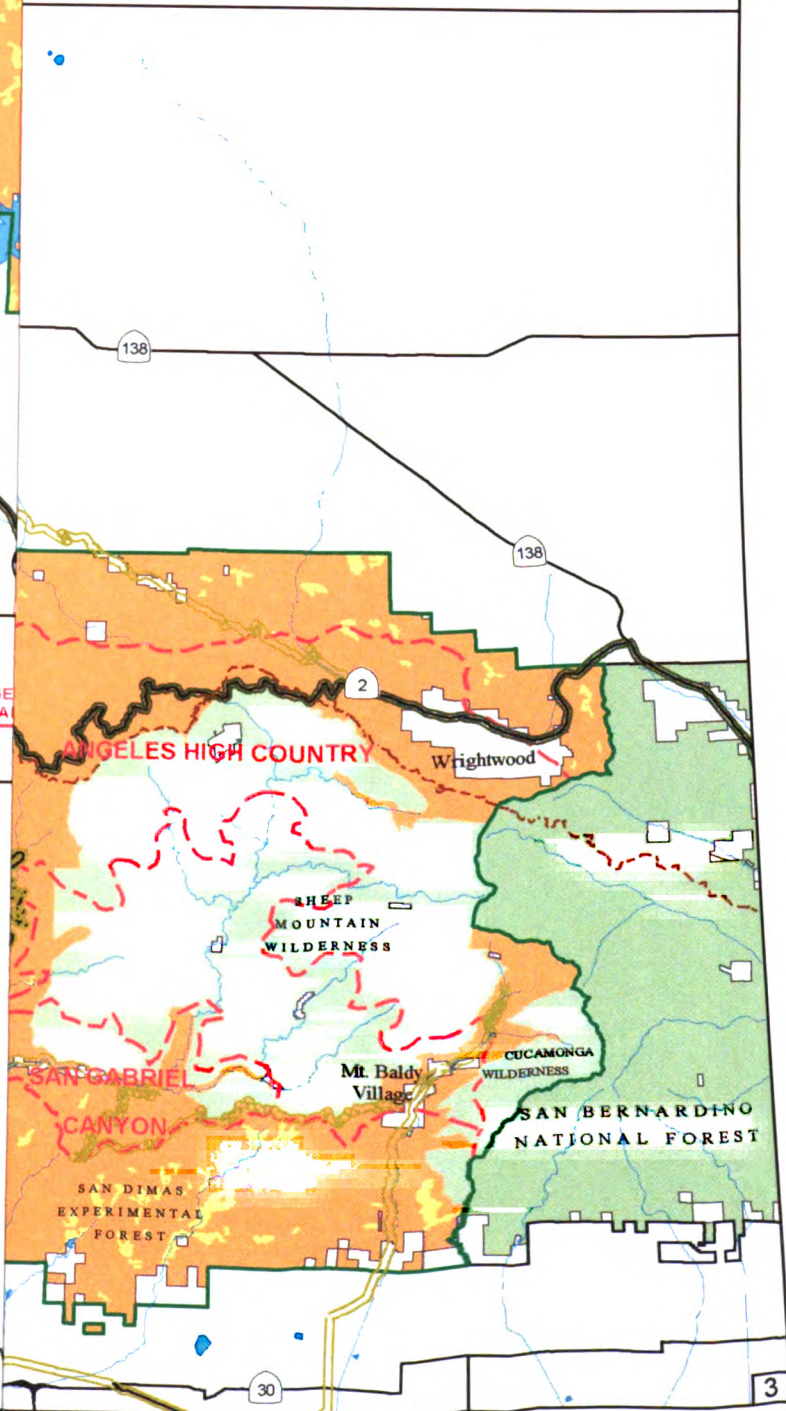 138
138
2
ANGELES HIGH COUNTRY
Wrightwood
SHEEP
MOUNTAIN
WILDERNESS
CUCAMONGA
WILDERNESS
Mt. Baldy
Village
SAN GABRIEL
CANYON
SAN BERNARDINO
NATIONAL FOREST
SAN DIMAS
EXPERIMENTAL
FOREST
30
3